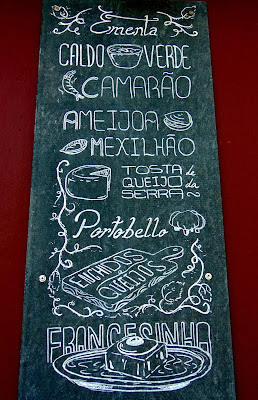 Ementa
CALDO VERDE
CAMARÃO
AMEIJOA
MEXILHÃO
TOSTA de
QUEIJO da
SERRA
Portobello
ENCHIDOS
QUEIJOS
FRANCESINHA